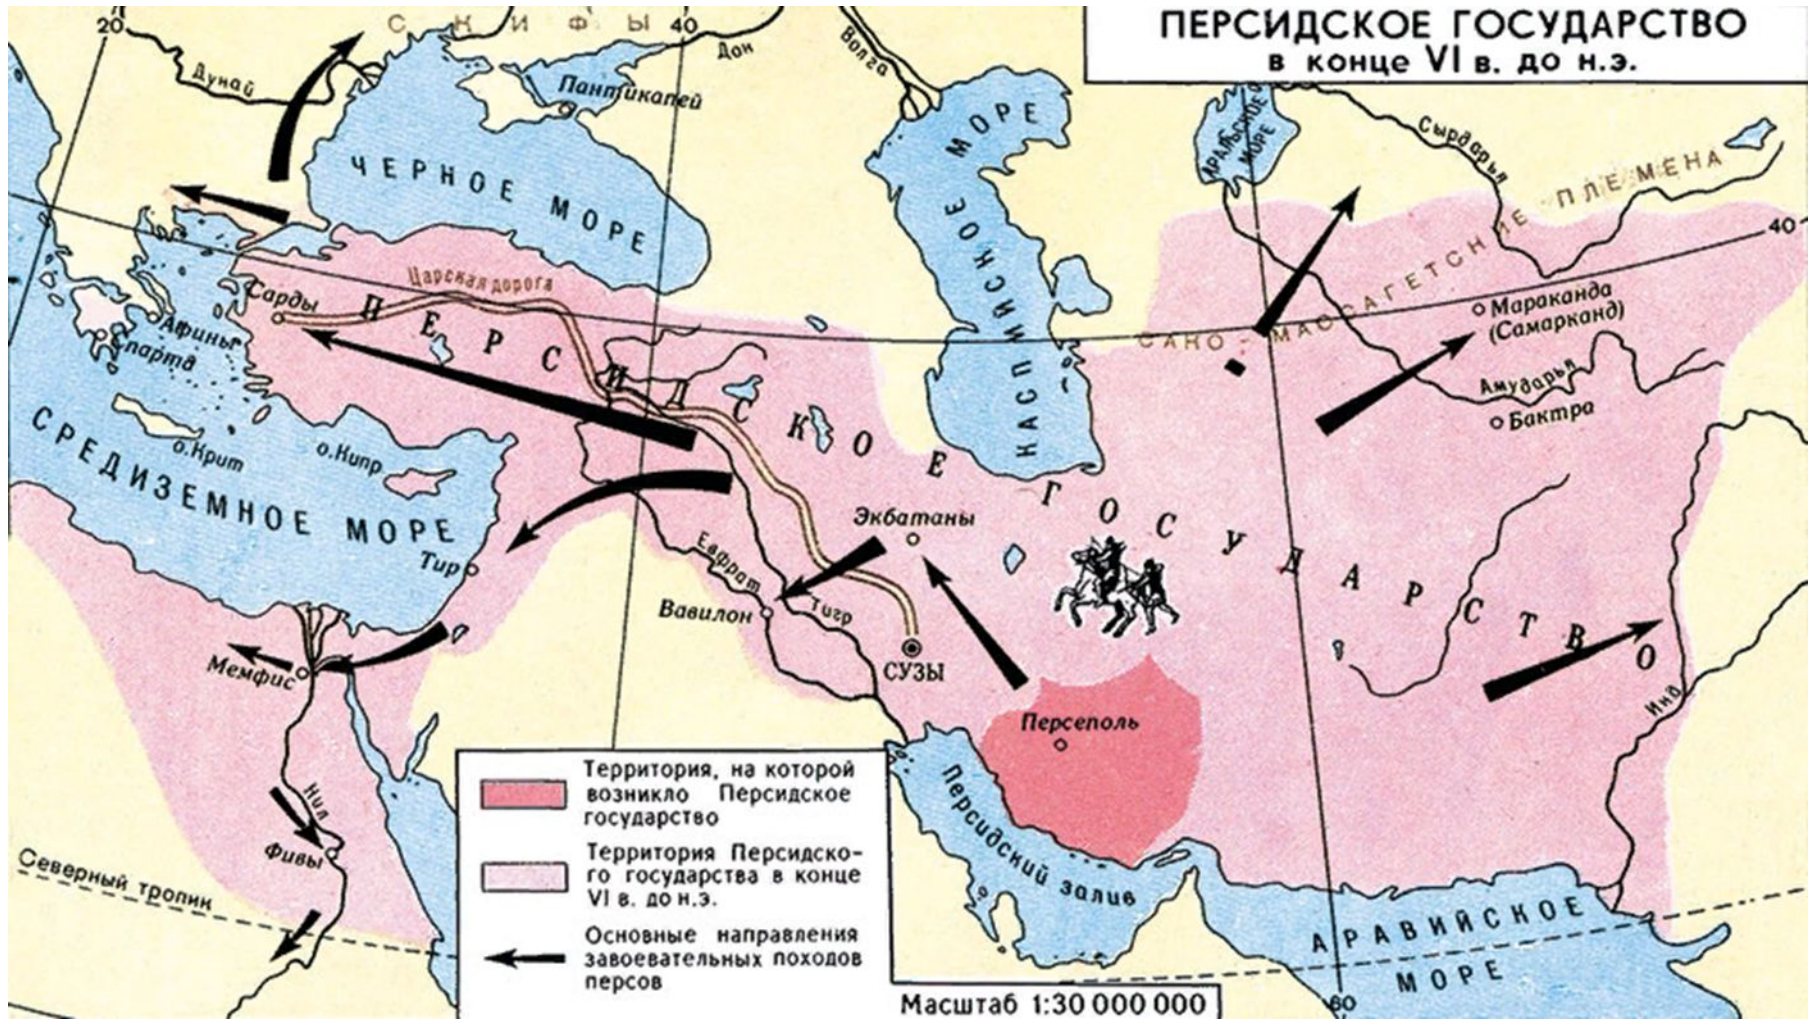 ПЕРСИДСКОЕ ГОСУДАРСТВО
в конце VI в. до н.э.
20
СКИФЫ
40
Дон
Волга
Дунай
Пантикапей
ЧЕРНОЕ МОРЕ
КАСПИЙСКОЕ МОРЕ
АРАЛЬСКОЕ
МОРЕ
Сырдарья
САКО-МАССАГЕТСКИЕ ПЛЕМЕНА
40
Царская дорога
Сарды
Афины
Спарта
ПЕРСИДСКОЕ ГОСУДАРСТВО
Мараканда
(Самарканд)
Амударья
Бактра
о.Крит
о.Кипр
СРЕДИЗЕМНОЕ МОРЕ
Тир
Экбатаны
Евфрат
Тигр
Вавилон
СУЗЫ
Мемфис
Персеполь
Инд
Нил
Фивы
Северный тропик
Персидский залив
АРАВИЙСКОЕ
МОРЕ
60
Территория, на которой
возникло Персидское
государство
Территория Персидско-
го государства в конце
VI в. до н.э.
Основные направления
завоевательных походов
персов
Масштаб 1:30 000 000